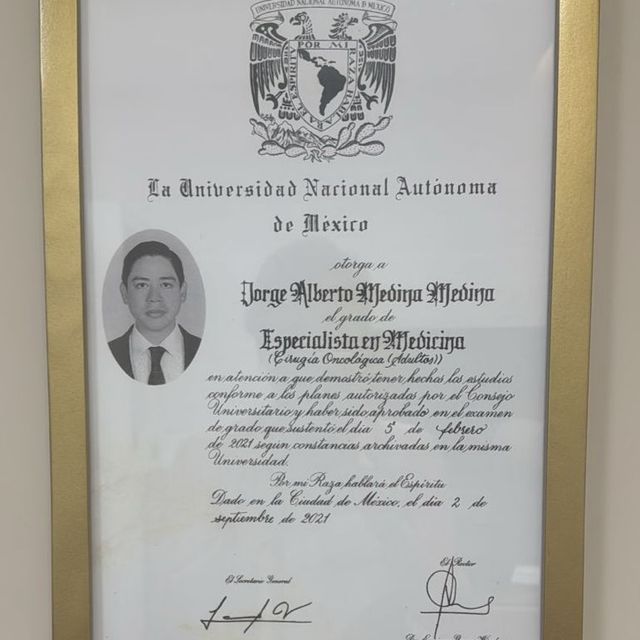 UNIVERSIDAD NACIONAL AUTÓNOMA D MÉXICO
POR MI
RAZA HABLARÁ
EL ESPÍRITU
La Universidad Nacional Autónoma
de México
otorga a
Jorge Alberto Medina Medina
el grado de
Especialista en Medicina
(Cirugía Oncológica (Adultos))
en atención a que demostró tener hechos los estudios
conforme a los planes autorizados por el Consejo
Universitario y haber sido aprobado en el examen
de grado que sustentó el día 5 de febrero
de 2021 según constancias archivadas en la misma
Universidad.
Por mi Raza hablará el Espíritu
Dado en la Ciudad de México, el día 2 de
septiembre de 2021
El Secretario General
El Rector